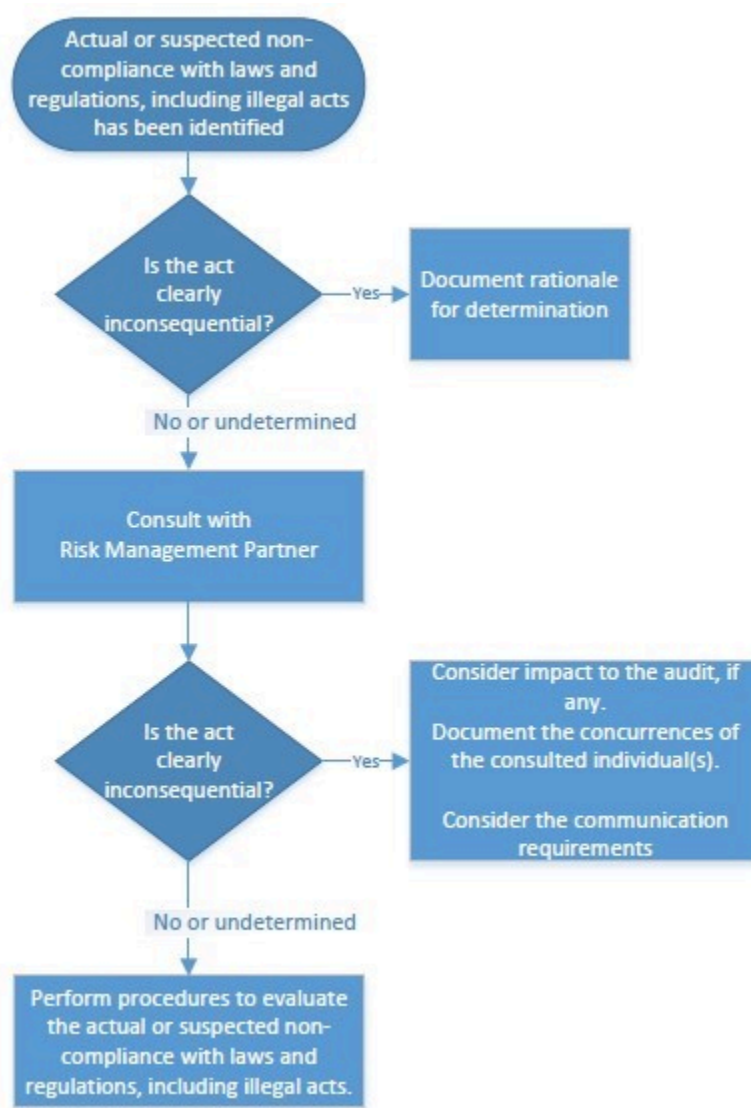 Actual or suspected non-
compliance with laws and
regulations, including illegal acts
has been identified
Is the act
clearly
inconsequential?
Yes
Document rationale
for determination
No or undetermined
Consult with
Risk Management Partner
Is the act
clearly
inconsequential?
Yes
Consider impact to the audit, if
any.
Document the concurrences of
the consulted individual(s).
Consider the communication
requirements
No or undetermined
Perform procedures to evaluate
the actual or suspected non-
compliance with laws and
regulations, including illegal acts.